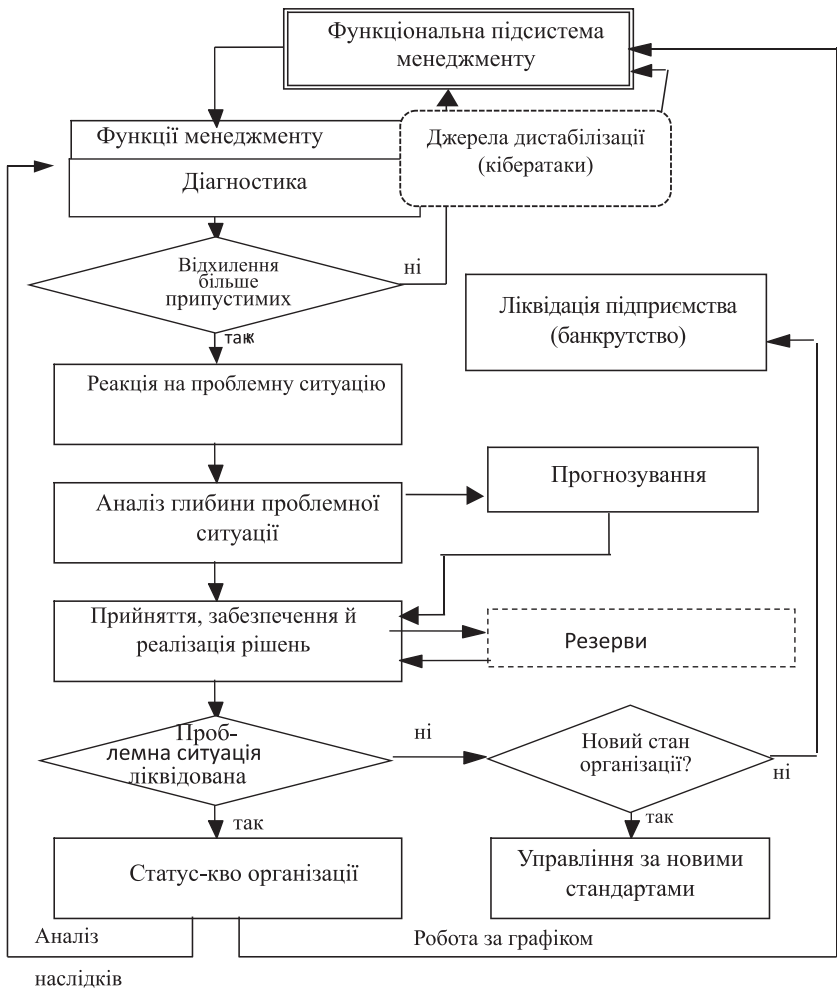 Функціональна підсистема
менеджменту
Функції менеджменту
Діагностика
Джерела дистабілізації
(кібератаки)
Відхилення
більше
припустимих
ні
так
Ліквідація підприємства
(банкрутство)
Реакція на проблемну ситуацію
Прогнозування
Аналіз глибини проблемної
ситуації
Прийняття, забезпечення й
реалізація рішень
Резерви
Проб-
лемна ситуація
ліквідована
ні
Новий стан
організації?
ні
так
так
Статус-кво організації
Управління за новими
стандартами
Аналіз
наслідків
Робота за графіком